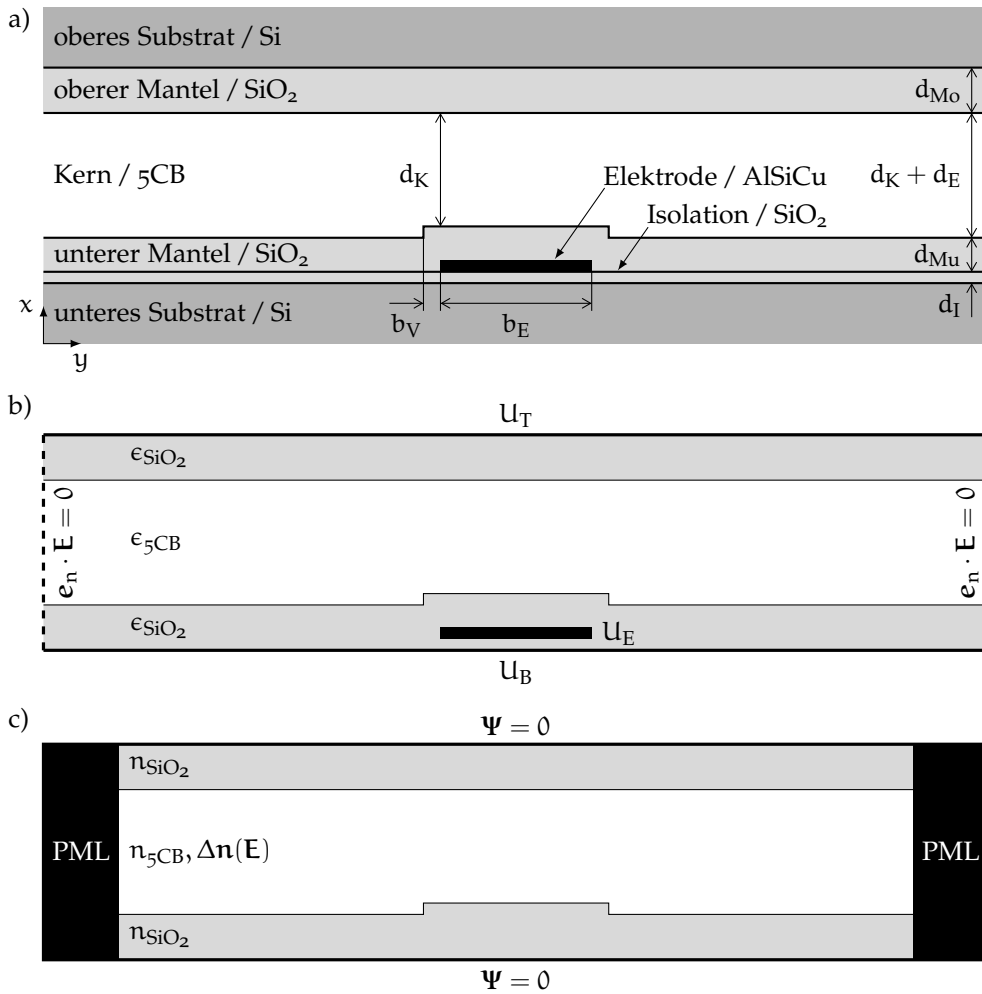 a)
oberes Substrat / Si
oberer Mantel / SiO₂
d_Mo
Kern / 5CB
d_K
Elektrode / AlSiCu
d_K + d_E
Isolation / SiO₂
unterer Mantel / SiO₂
d_Mu
x
unteres Substrat / Si
b_V
b_E
d_I
y
b)
U_T
ϵ_SiO₂
e_n · E = 0
ϵ_5CB
e_n · E = 0
ϵ_SiO₂
U_E
U_B
c)
Ψ = 0
n_SiO₂
PML
n_5CB, Δn(E)
PML
n_SiO₂
Ψ = 0